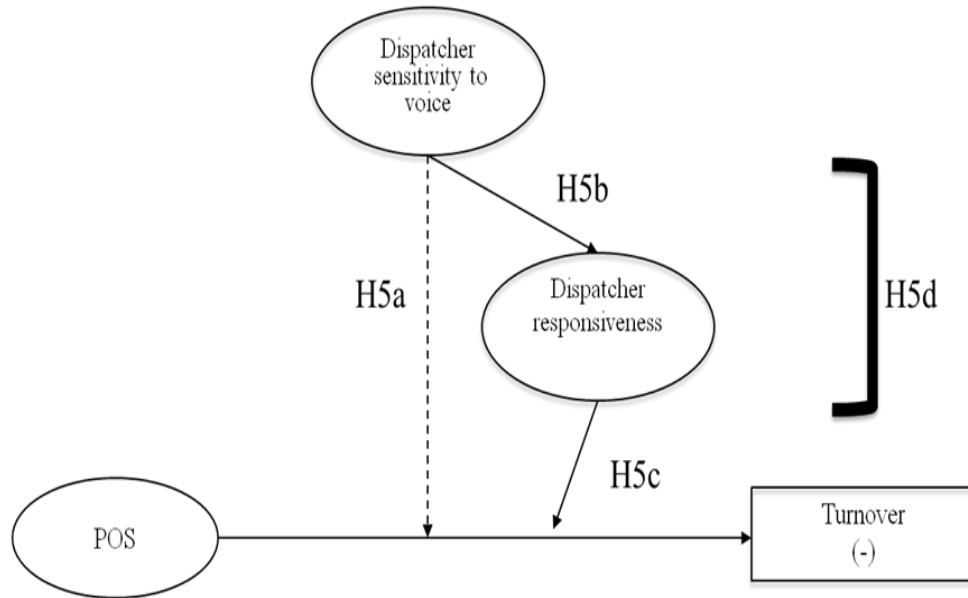 Dispatcher
sensitivity to
voice
H5b
H5a
Dispatcher
responsiveness
H5d
H5c
POS
Turnover
(-)